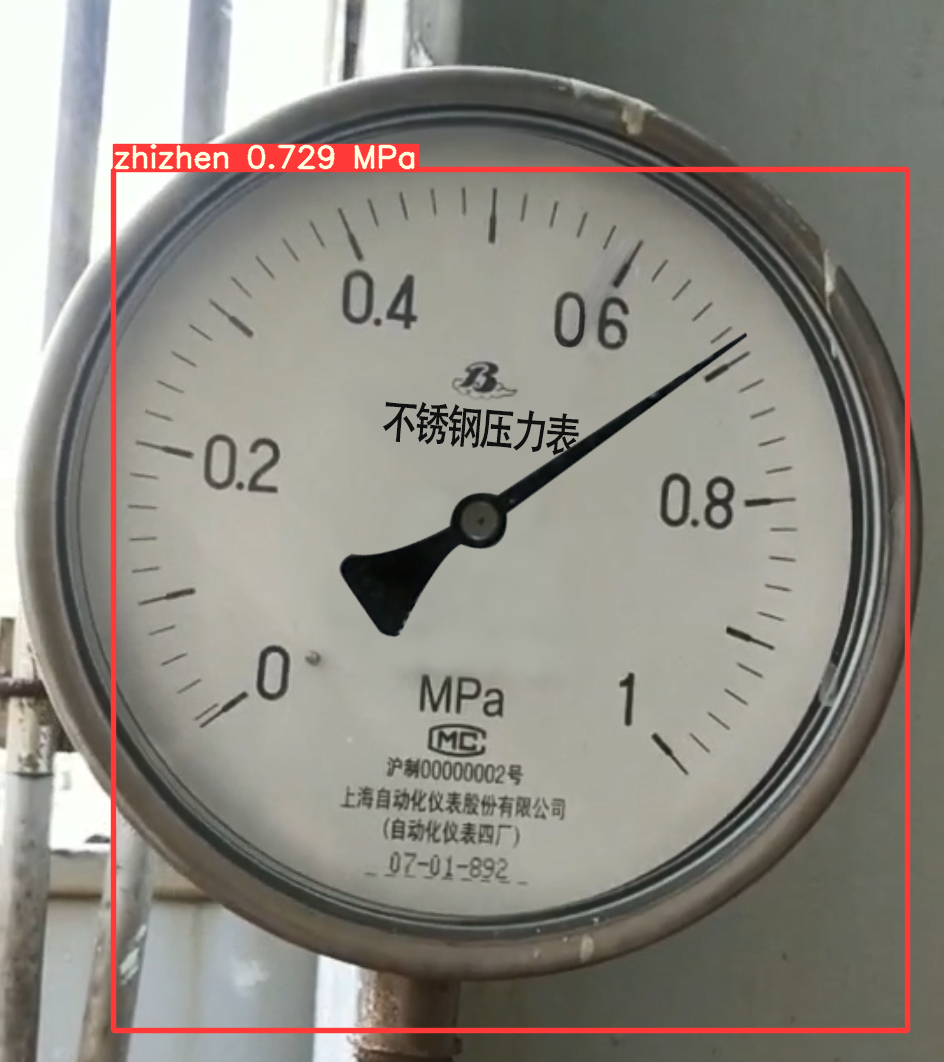 zhizhen 0.729 MPa
0.4
0.6
B
不锈钢压力表
0.2
0.8
0
1
MPa
MC
沪制00000002号
上海自动化仪表股份有限公司
(自动化仪表四厂)
07-01-892